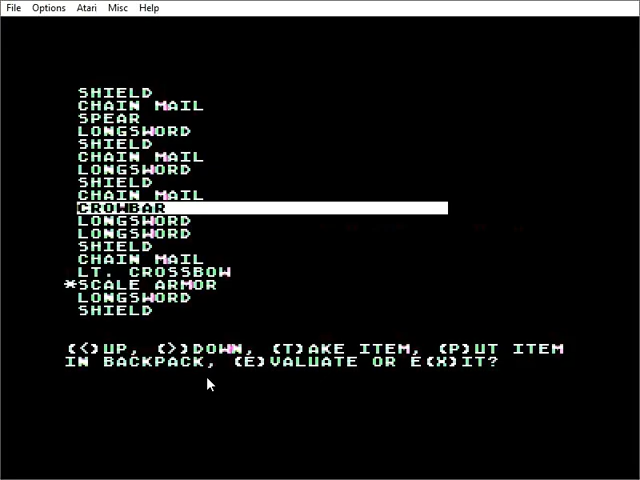 File Options Atari Misc Help
SHIELD
CHAIN MAIL
SPEAR
LONGSWORD
SHIELD
CHAIN MAIL
LONGSWORD
SHIELD
CHAIN MAIL
CROWBAR
LONGSWORD
LONGSWORD
SHIELD
CHAIN MAIL
LT. CROSSBOW
*SCALE ARMOR
LONGSWORD
SHIELD
(<)UP, (>)DOWN, (T)AKE ITEM, (P)UT ITEM
IN BACKPACK, (E)VALUATE OR E(X)IT?